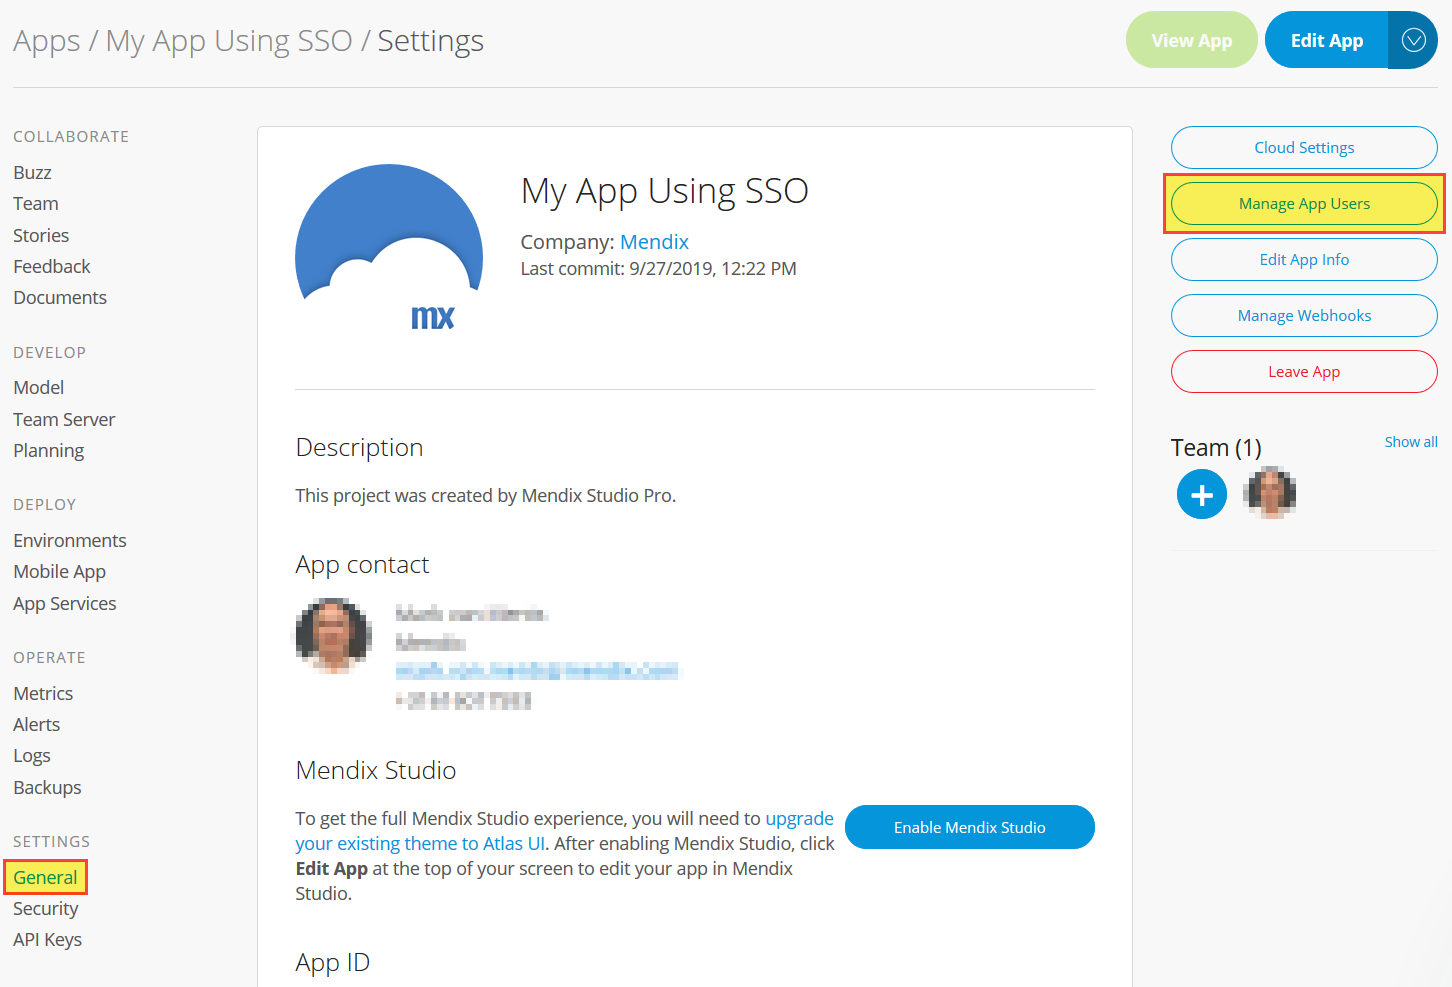 Apps / My App Using SSO / Settings
View App
Edit App
COLLABORATE
Buzz
Team
Stories
Feedback
Documents
DEVELOP
Model
Team Server
Planning
DEPLOY
Environments
Mobile App
App Services
OPERATE
Metrics
Alerts
Logs
Backups
SETTINGS
General
Security
API Keys
mx
My App Using SSO
Company: Mendix
Last commit: 9/27/2019, 12:22 PM
Description
This project was created by Mendix Studio Pro.
App contact
Mendix Studio
To get the full Mendix Studio experience, you will need to upgrade
your existing theme to Atlas UI. After enabling Mendix Studio, click
Edit App at the top of your screen to edit your app in Mendix
Studio.
Enable Mendix Studio
App ID
Cloud Settings
Manage App Users
Edit App Info
Manage Webhooks
Leave App
Team (1)
Show all